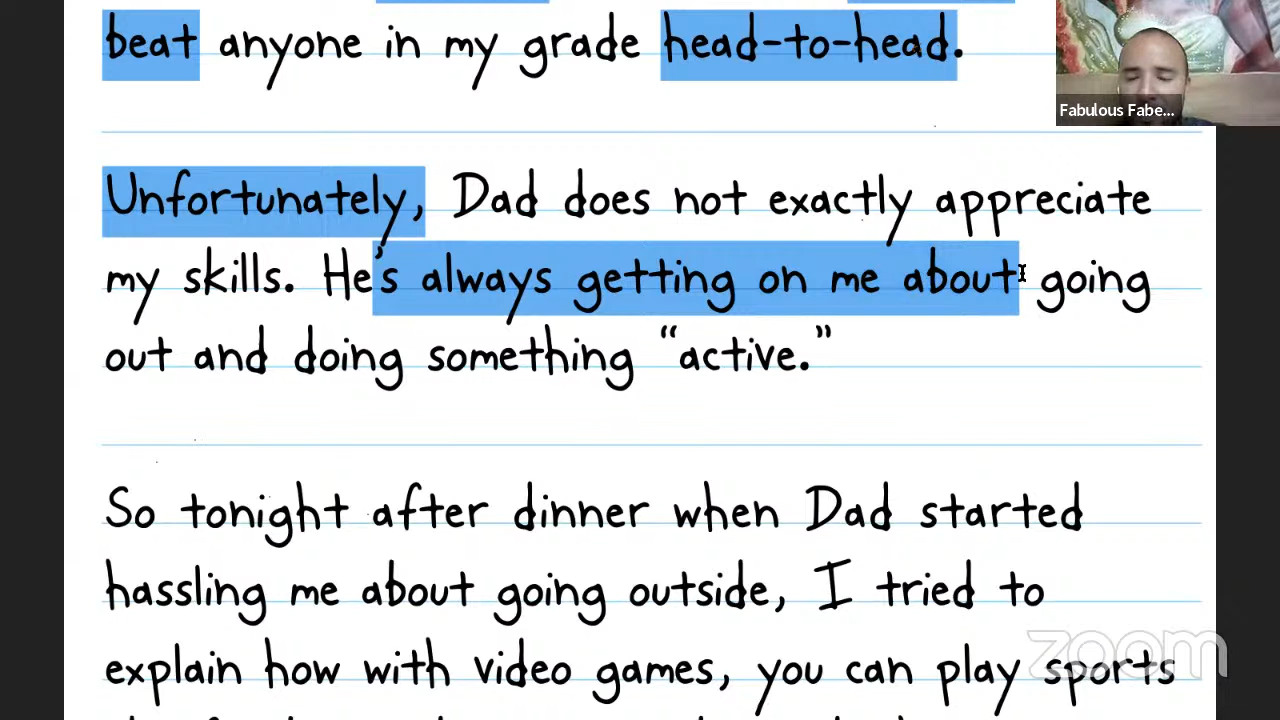 beat anyone in my grade head-to-head.
Fabulous Fabe...
Unfortunately, Dad does not exactly appreciate
my skills. He's always getting on me about going
out and doing something “active.”
So tonight after dinner when Dad started
hassling me about going outside, I tried to
explain how with video games, you can play sports
zoom